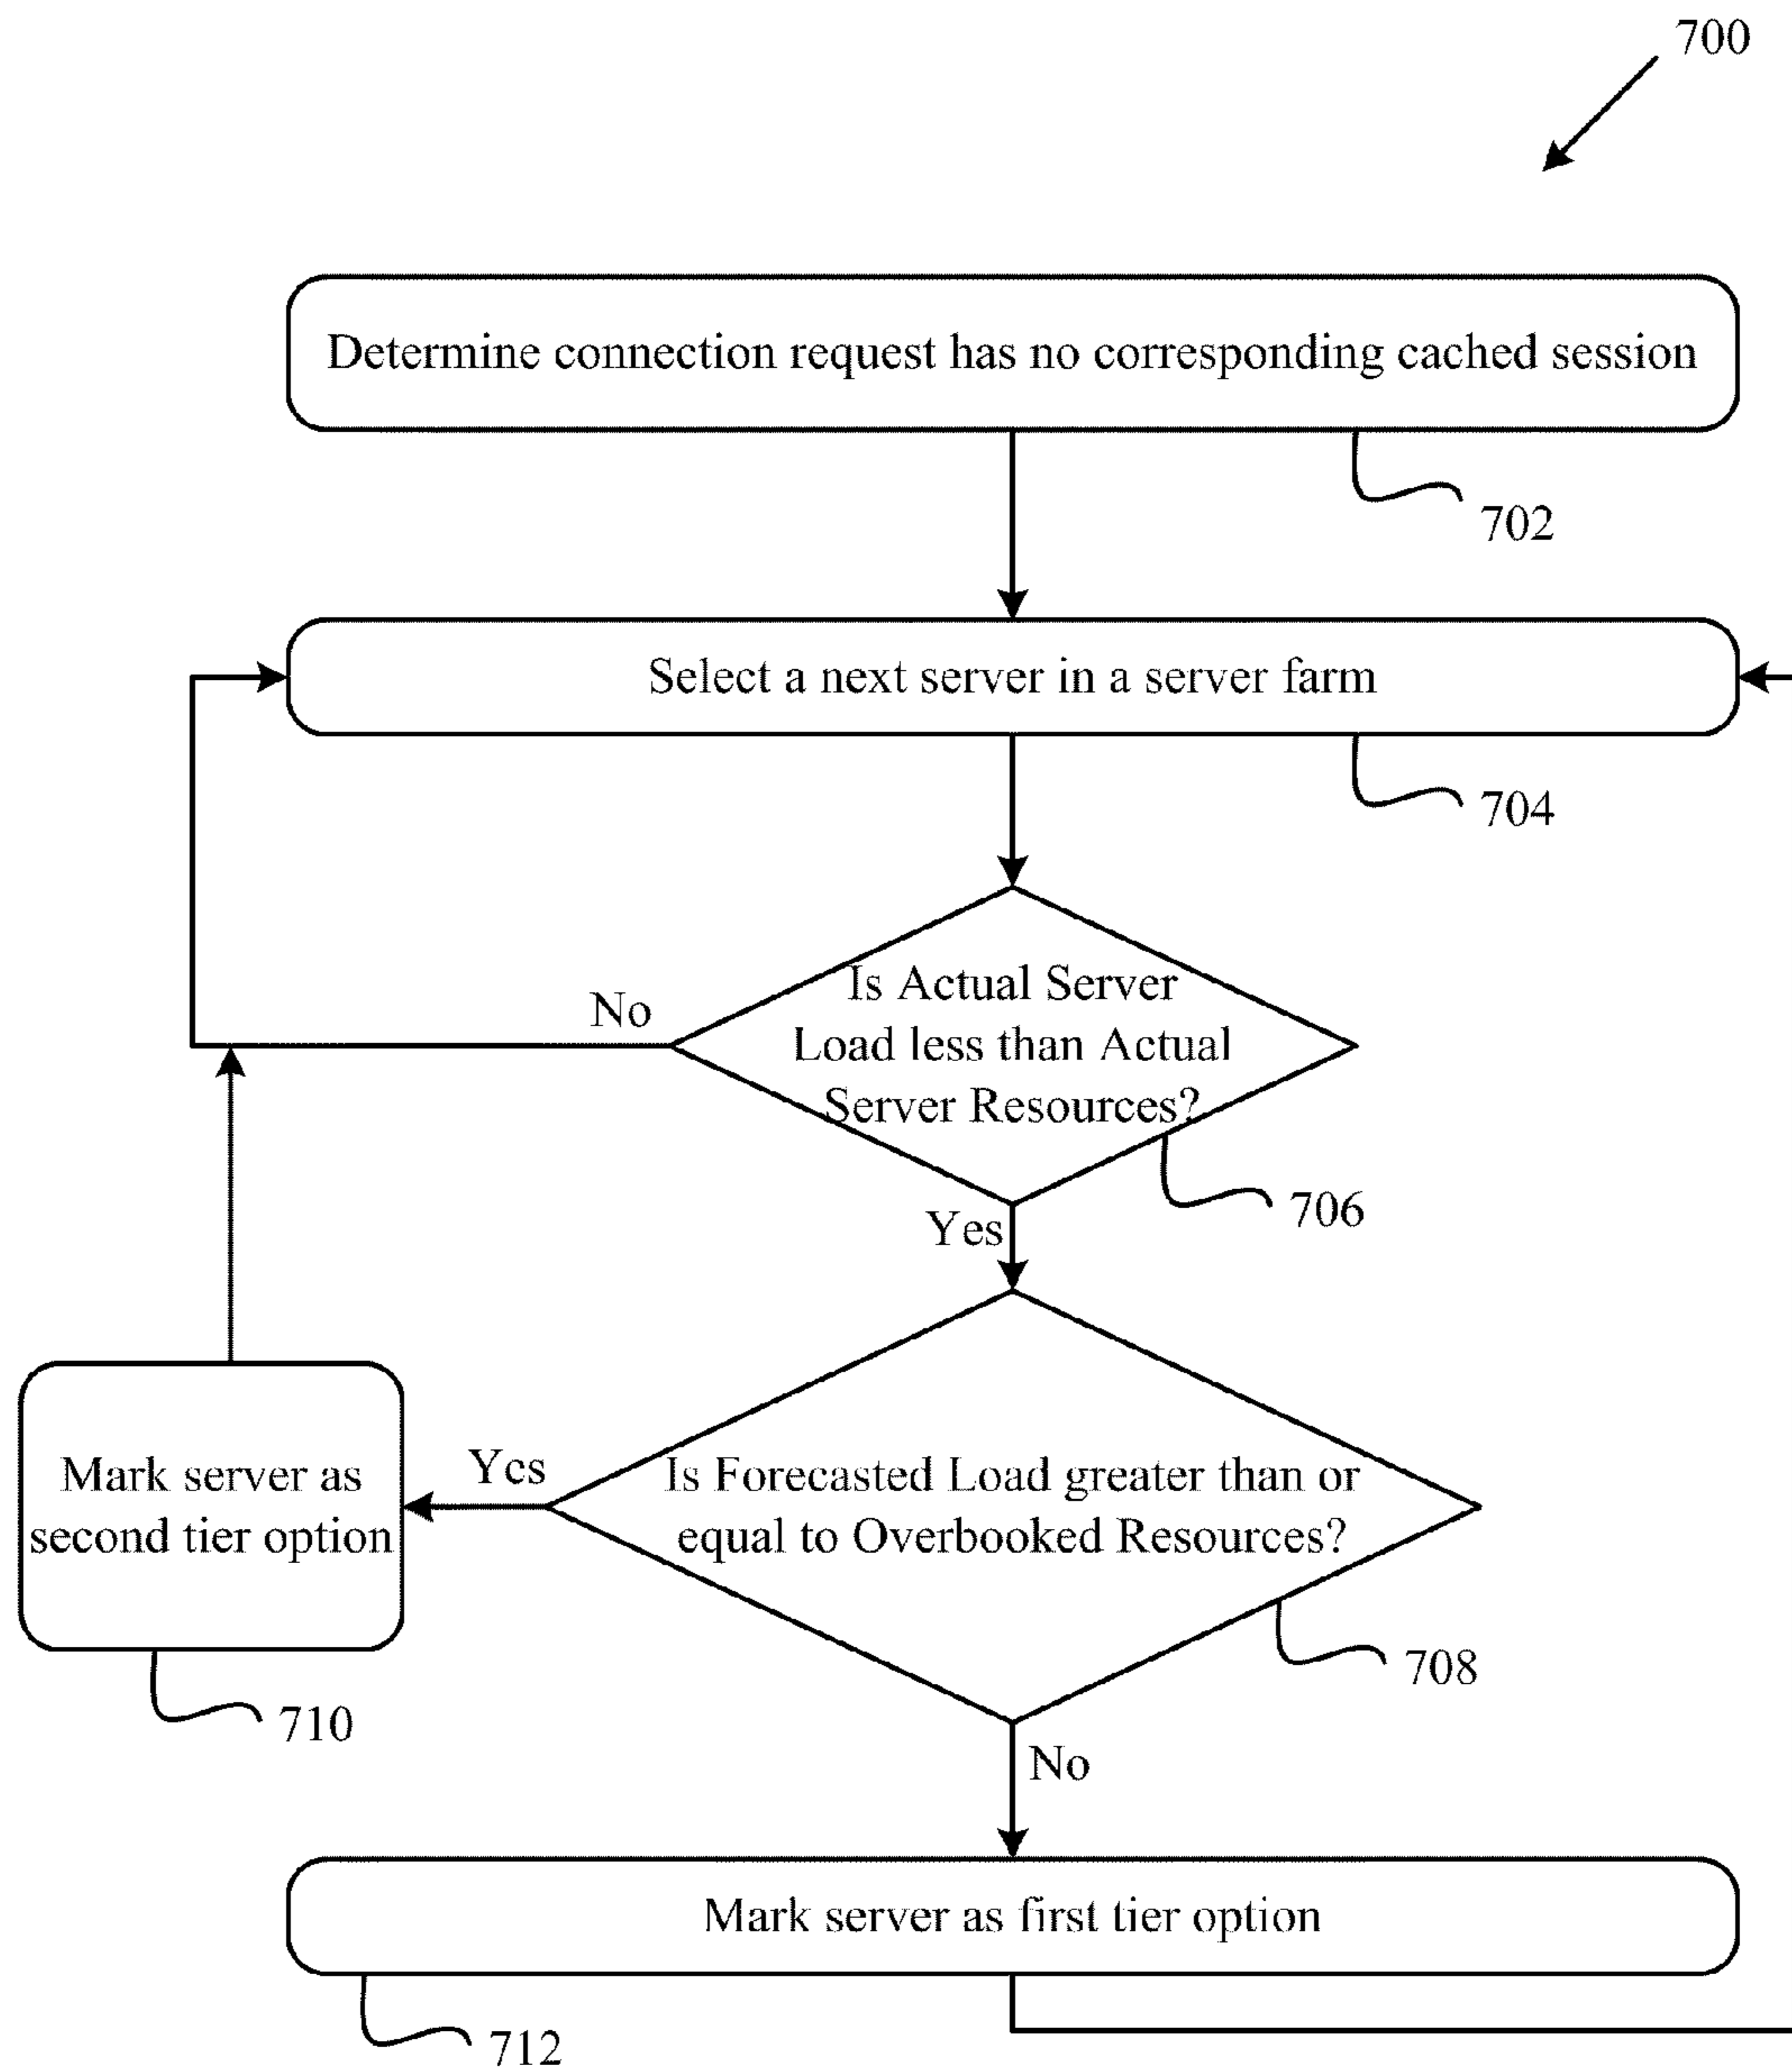 700
Determine connection request has no corresponding cached session
702
Select a next server in a server farm
704
Is Actual Server
Load less than Actual
Server Resources?
No
706
Yes
Is Forecasted Load greater than or
equal to Overbooked Resources?
Yes
708
Mark server as
second tier option
710
No
Mark server as first tier option
712